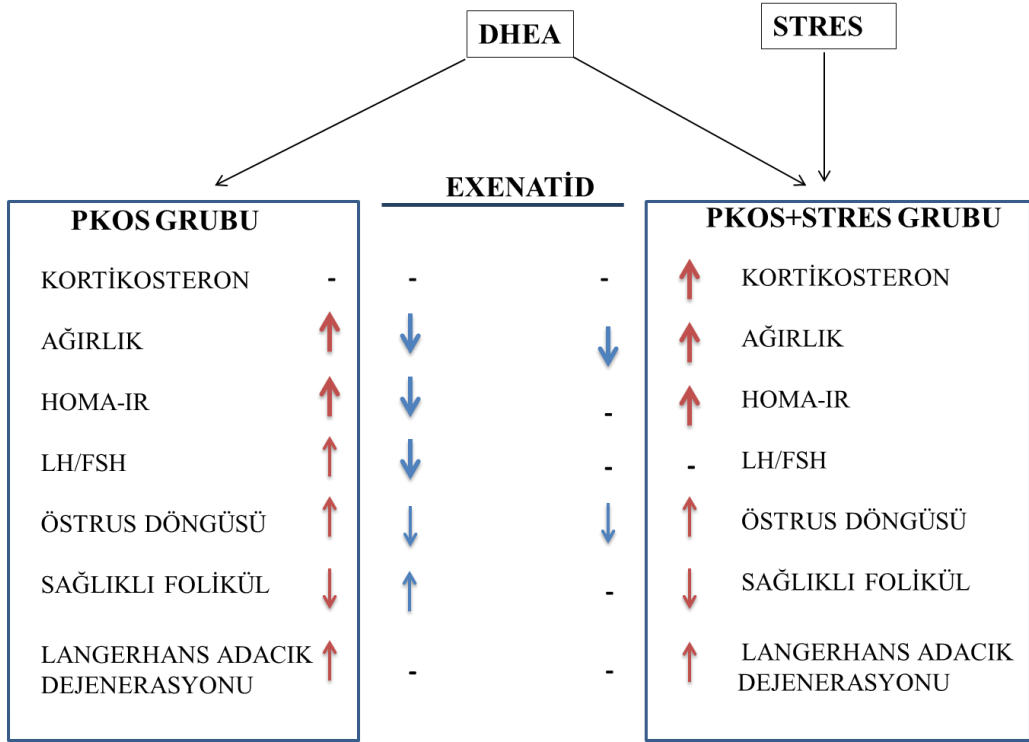 DHEA
STRES
EXENATİD
PKOS GRUBU
KORTİKOSTERON - -
AĞIRLIK
HOMA-IR
LH/FSH
ÖSTRUS DÖNGÜSÜ
SAĞLIKLI FOLİKÜL
LANGERHANS ADACIK
DEJENERASYONU -
PKOS+STRES GRUBU
- KORTİKOSTERON
AĞIRLIK
- HOMA-IR
- - LH/FSH
ÖSTRUS DÖNGÜSÜ
- SAĞLIKLI FOLİKÜL
- LANGERHANS ADACIK
DEJENERASYONU